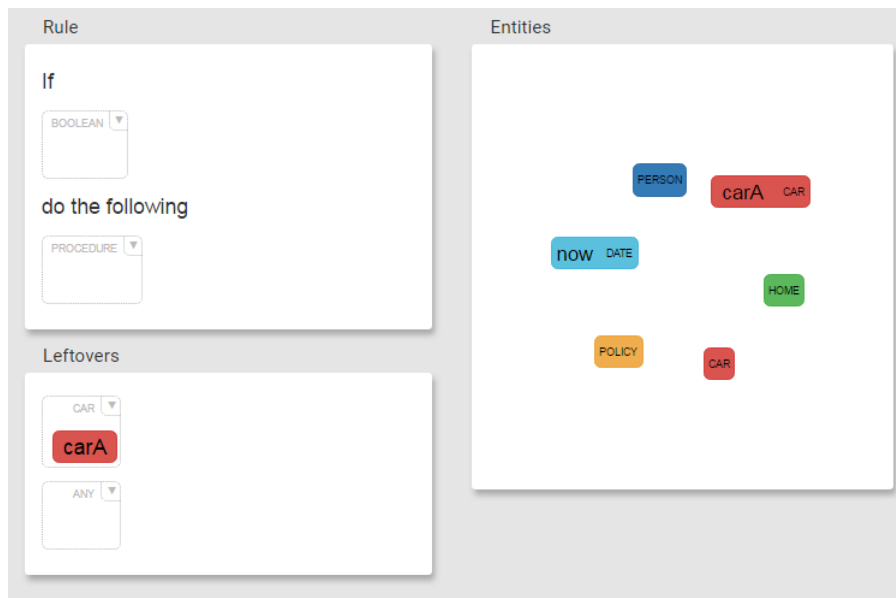 Rule
If
BOOLEAN ▼
do the following
PROCEDURE ▼
Leftovers
CAR ▼
carA
ANY ▼
Entities
PERSON
carA CAR
now DATE
HOME
POLICY
CAR